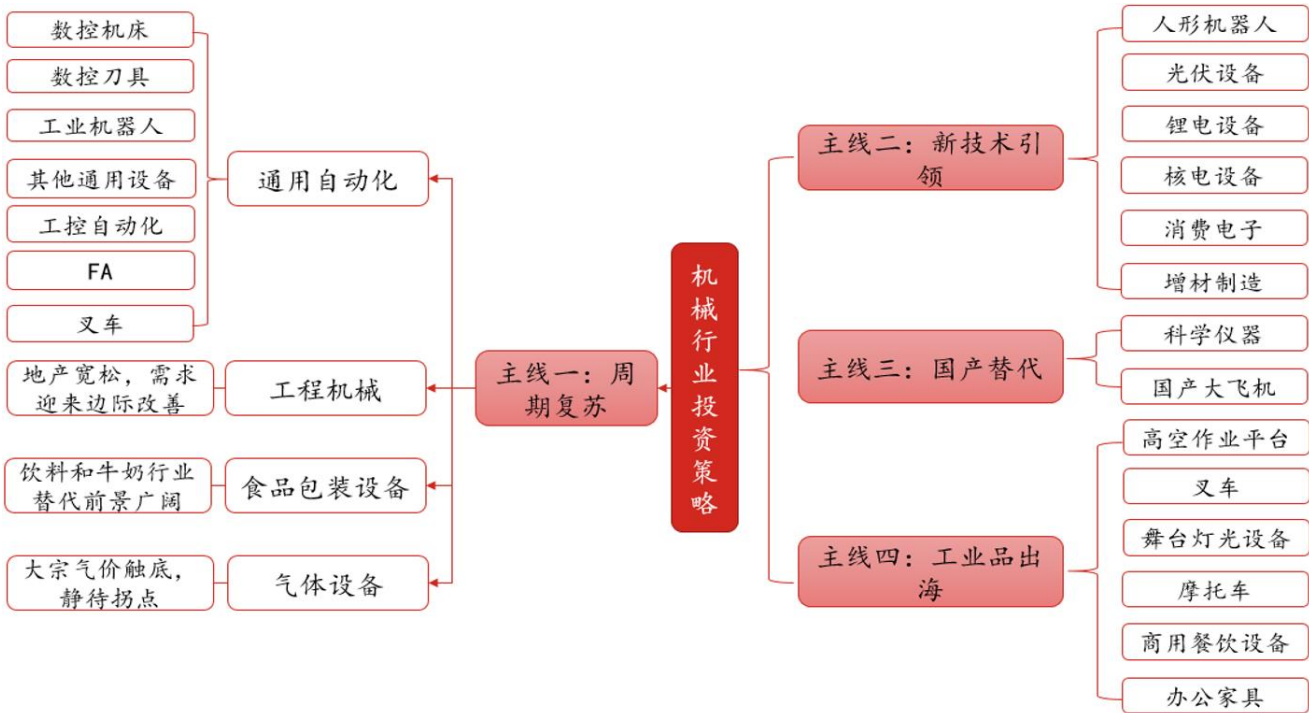 数控机床
数控刀具
工业机器人
其他通用设备
工控自动化
FA
叉车
通用自动化
地产宽松，需求
迎来边际改善
工程机械
饮料和牛奶行业
替代前景广阔
食品包装设备
大宗气价触底，
静待拐点
气体设备
主线一：周
期复苏
机械行业投资策略
主线二：新技术引
领
人形机器人
光伏设备
锂电设备
核电设备
消费电子
增材制造
主线三：国产替代
科学仪器
国产大飞机
主线四：工业品出
海
高空作业平台
叉车
舞台灯光设备
摩托车
商用餐饮设备
办公家具